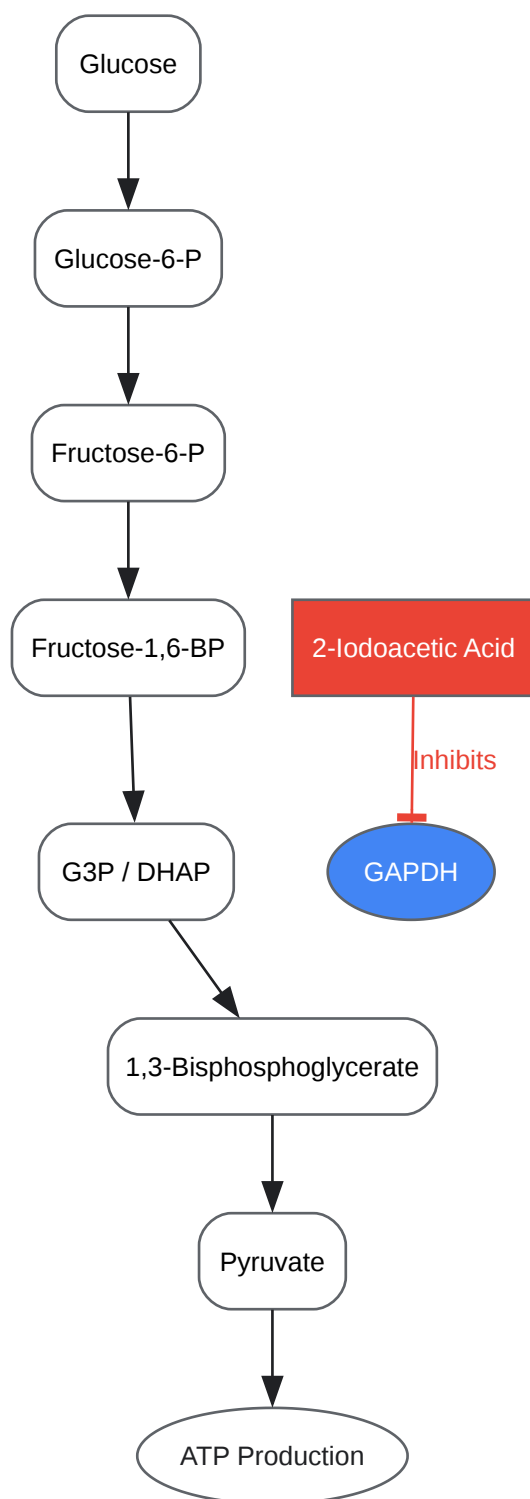 Glucose
Glucose-6-P
Fructose-6-P
Fructose-1,6-BP
2-Iodoacetic Acid
Inhibits
G3P / DHAP
GAPDH
1,3-Bisphosphoglycerate
Pyruvate
ATP Production